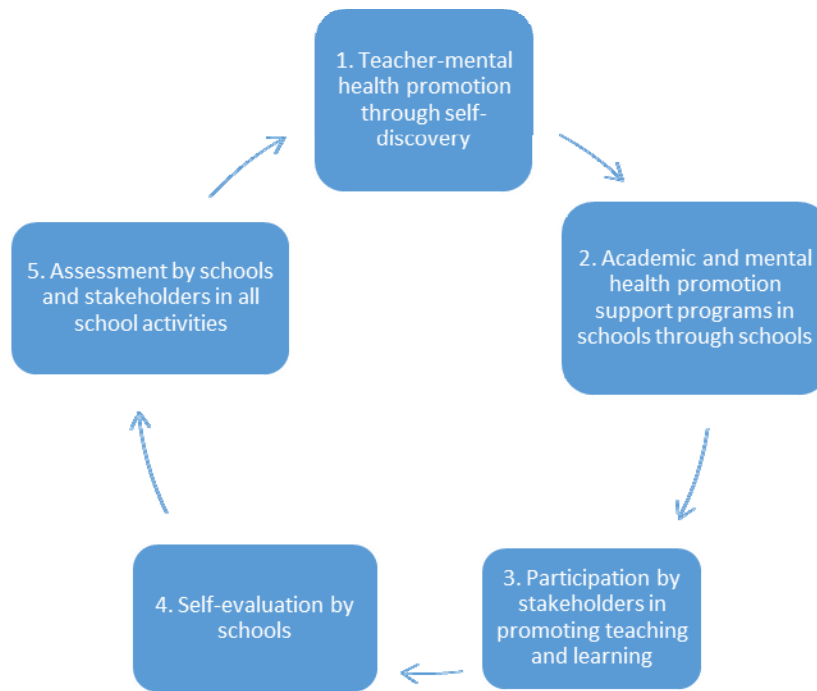 1. Teacher-mental
health promotion
through self-
discovery
2. Academic and mental
health promotion
support programs in
schools through schools
3. Participation by
stakeholders in
promoting teaching
and learning
4. Self-evaluation by
schools
5. Assessment by schools
and stakeholders in all
school activities